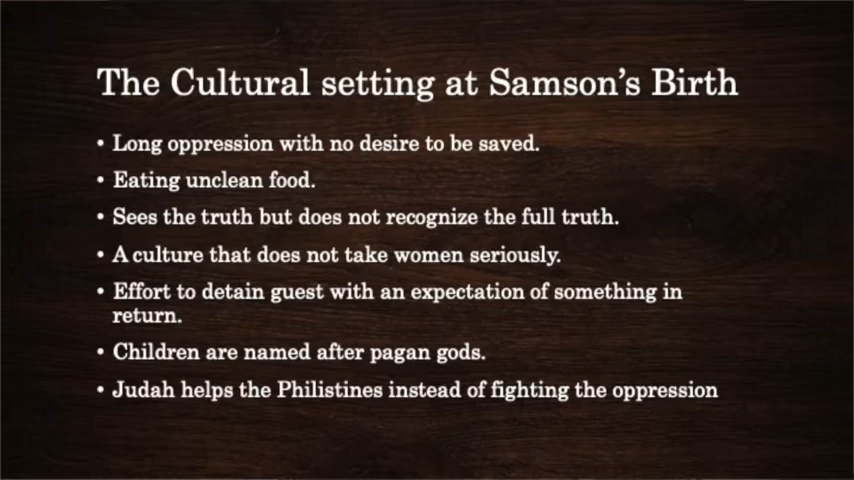 The Cultural setting at Samson’s Birth
• Long oppression with no desire to be saved.
• Eating unclean food.
• Sees the truth but does not recognize the full truth.
• A culture that does not take women seriously.
• Effort to detain guest with an expectation of something in
return.
• Children are named after pagan gods.
• Judah helps the Philistines instead of fighting the oppression